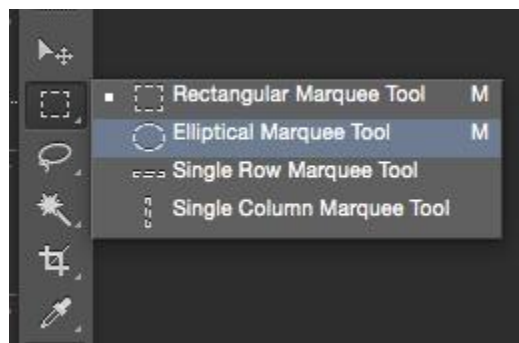 Rectangular Marquee Tool M
Elliptical Marquee Tool M
Single Row Marquee Tool
Single Column Marquee Tool